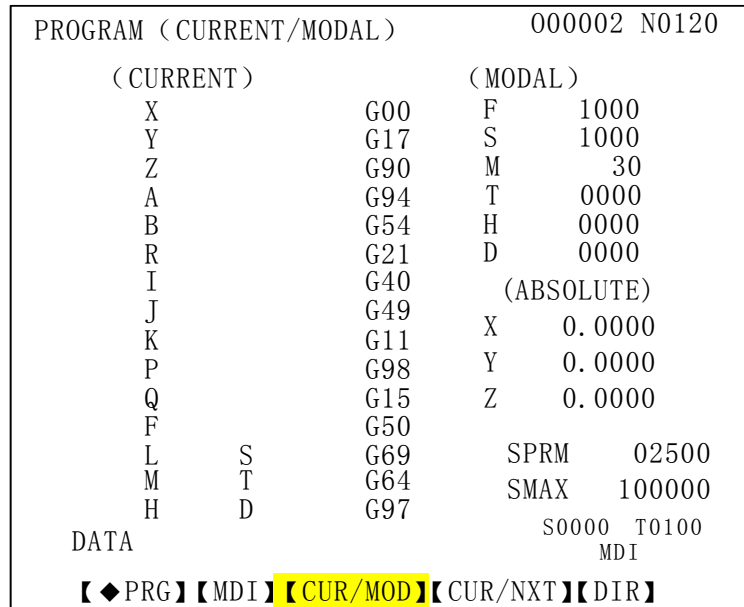 PROGRAM（CURRENT/MODAL） 000002 N0120
（CURRENT） （MODAL）
X G00 F 1000
Y G17 S 1000
Z G90 M 30
A G94 T 0000
B G54 H 0000
R G21 D 0000
I G40 (ABSOLUTE)
J G49
K G11 X 0.0000
P G98 Y 0.0000
Q G15 Z 0.0000
F G50
L S G69 SPRM 02500
M T G64 SMAX 100000
H D G97
DATA S0000 T0100
MDI
【◆PRG】【MDI】【CUR/MOD】【CUR/NXT】【DIR】